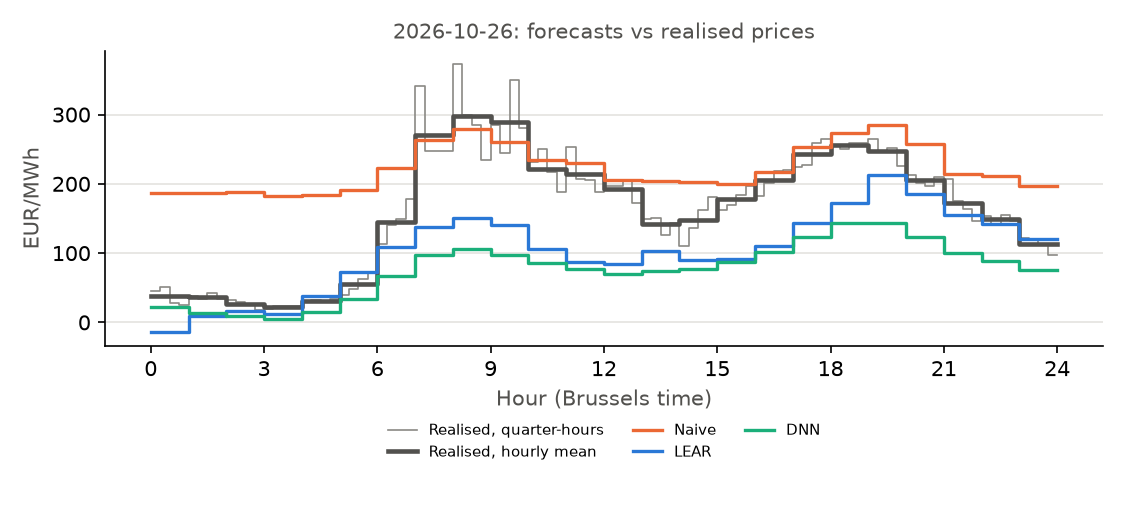 2026-10-26: forecasts vs realised prices
EUR/MWh
300
200
100
0
0 3 6 9 12 15 18 21 24
Hour (Brussels time)
Realised, quarter-hours Naive DNN
Realised, hourly mean LEAR